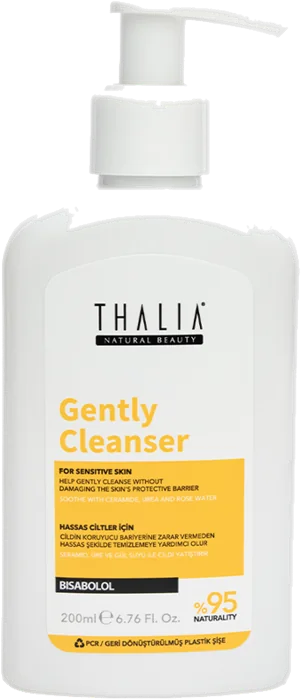 THALIA®
NATURAL BEAUTY
Gently
Cleanser
FOR SENSITIVE SKIN
HELP GENTLY CLEANSE WITHOUT
DAMAGING THE SKIN'S PROTECTIVE BARRIER
SOOTHE WITH CERAMIDE, UREA AND ROSE WATER
HASSAS CİLTLER İÇİN
CİLDİN KORUYUCU BARİYERİNE ZARAR VERMEDEN
HASSAS ŞEKİLDE TEMİZLEMEYE YARDIMCI OLUR
SERAMİD, ÜRE VE GÜL SUYU İLE CİLDİ YATIŞTIRIR
BISABOLOL
200ml e 6.76 Fl. Oz.
%95
NATURALITY
PCR / GERİ DÖNÜŞTÜRÜLMÜŞ PLASTİK ŞİŞE